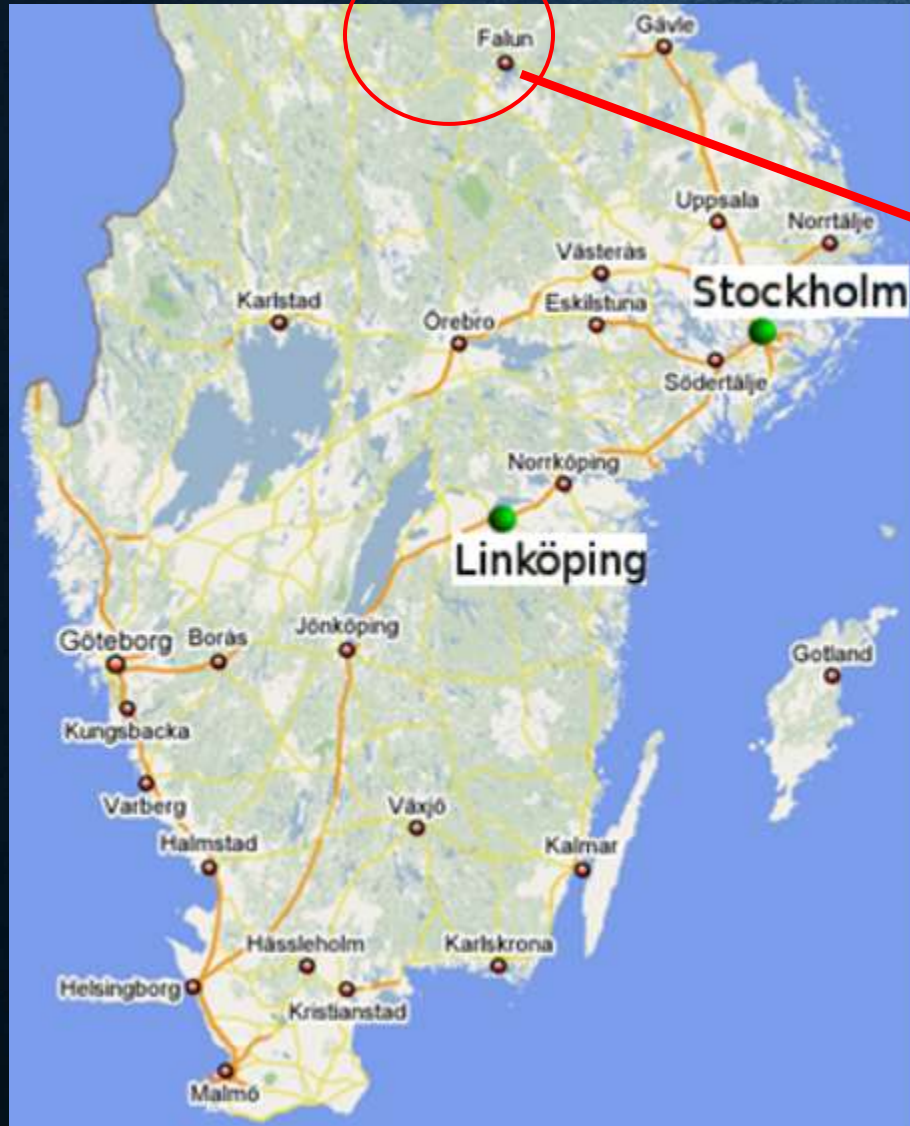 Falun
Gävle
Uppsala
Norrtälje
Västerås
Stockholm
Karlstad
Eskilstuna
Örebro
Södertälje
Norrköping
Linköping
Göteborg
Borås
Jönköping
Gotland
Kungsbacka
Varberg
Växjö
Halmstad
Kalmar
Hässleholm
Karlskrona
Helsingborg
Kristianstad
Malmö